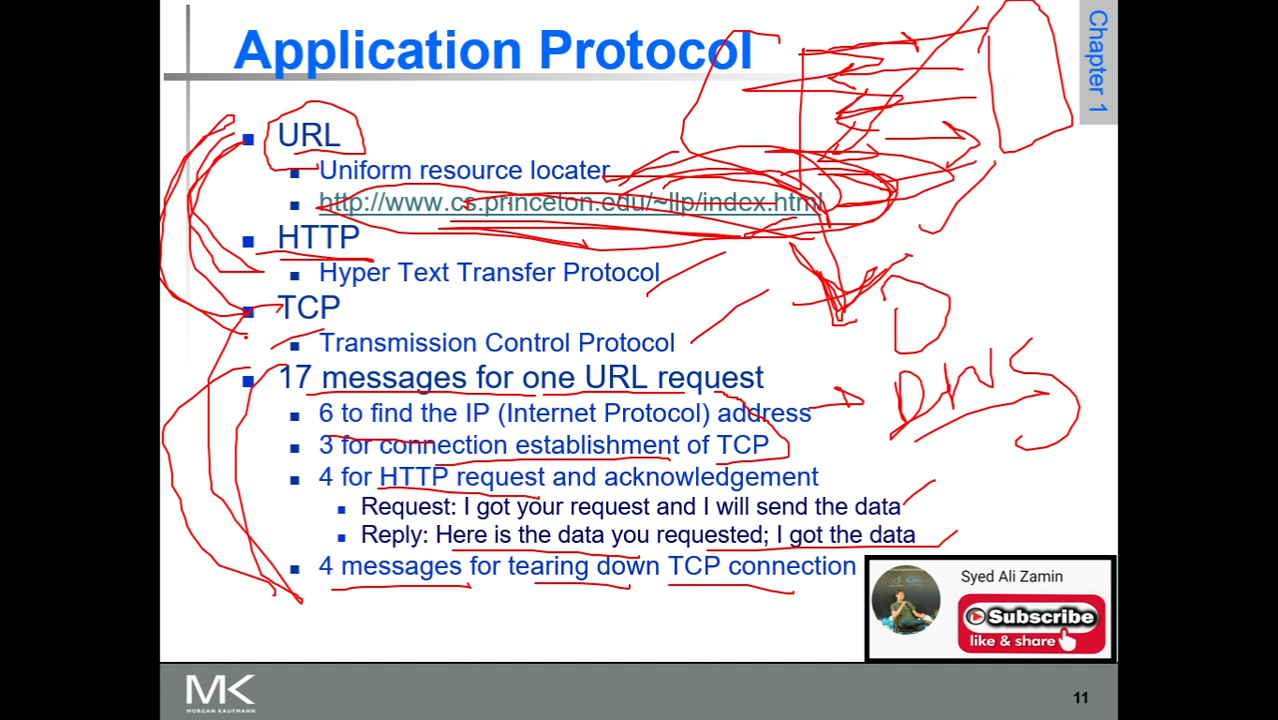 Application Protocol
Chapter 1
URL
Uniform resource locater
http://www.cs.princeton.edu/~llp/index.html
HTTP
Hyper Text Transfer Protocol
TCP
Transmission Control Protocol
17 messages for one URL request
6 to find the IP (Internet Protocol) address
DNS
3 for connection establishment of TCP
4 for HTTP request and acknowledgement
Request: I got your request and I will send the data
Reply: Here is the data you requested; I got the data
4 messages for tearing down TCP connection
Syed Ali Zamin
Subscribe
like & share
MK
MORGAN KAUFMANN
11